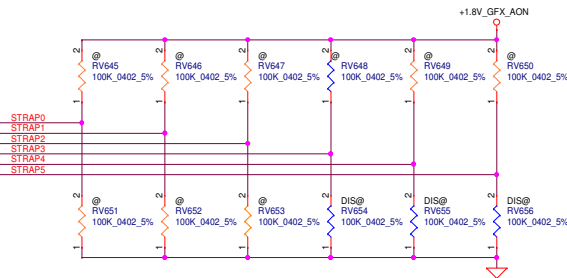 +1.8V_GFX_AON
2 @ 2 @ 2 @ 2 @ 2 @ 2 @
RV645 RV646 RV647 RV648 RV649 RV650
100K_0402_5% 100K_0402_5% 100K_0402_5% 100K_0402_5% 100K_0402_5% 100K_0402_5%
1 1 1 1 1 1
STRAP0
STRAP1
STRAP2
STRAP3
STRAP4
STRAP5
2 @ 2 @ 2 @ 2 DIS@ 2 DIS@ 2 DIS@
RV651 RV652 RV653 RV654 RV655 RV656
100K_0402_5% 100K_0402_5% 100K_0402_5% 100K_0402_5% 100K_0402_5% 100K_0402_5%
1 1 1 1 1 1